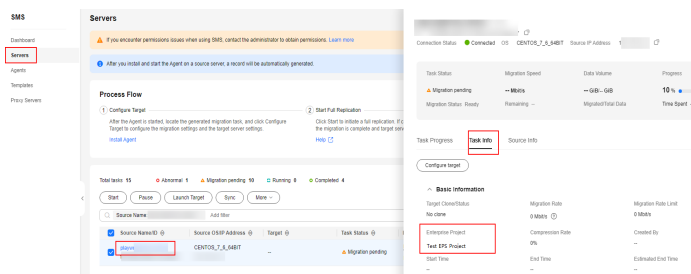 SMS
Dashboard
Servers
Agents
Templates
Proxy Servers
Servers
If you encounter permissions issues when using SMS, contact the administrator to obtain permissions. Learn more
After you install and start the Agent on a source server, a record will be automatically generated.
Process Flow
1 Configure Target
After the Agent is started, locate the generated migration task, and click Configure
Target to configure the migration settings and the target server settings.
Install Agent
2 Start Full Replication
Click Start to initiate a full replication. If c
the migration is complete and target serv
Help
Total tasks 15 Abnormal 1 Migration pending 10 Running 0 Completed 4
Start Pause Launch Target Sync More
Source Name Add filter
Source Name/ID Source OS/IP Address Target Task Status
CENTOS_7_6_64BIT -- Migration pending
Connection Status Connected OS CENTOS_7_6_64BIT Source IP Address 1
Task Status Migration Speed Data Volume Progress
Migration pending -- Mbit/s -- GiB/-- GiB 10 %
Migration Status Ready Remaining -- Migrated/Total Data Time Spent
Task Progress Task Info Source Info
Configure target
Basic Information
Target Clone/Status Migration Rate Migration Rate Limit
No clone 0 Mbit/s 0 Mbit/s
Enterprise Project Compression Rate Created
Test EPS Project 0% --
Start Time End Time Estimated End Time
-- -- --